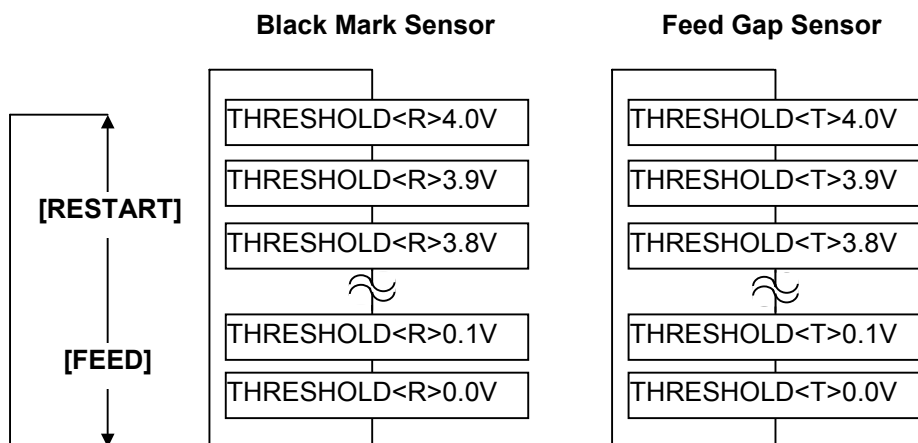 Black Mark Sensor
Feed Gap Sensor
[RESTART]
[FEED]
THRESHOLD<R>4.0V
THRESHOLD<R>3.9V
THRESHOLD<R>3.8V
THRESHOLD<R>0.1V
THRESHOLD<R>0.0V
THRESHOLD<T>4.0V
THRESHOLD<T>3.9V
THRESHOLD<T>3.8V
THRESHOLD<T>0.1V
THRESHOLD<T>0.0V